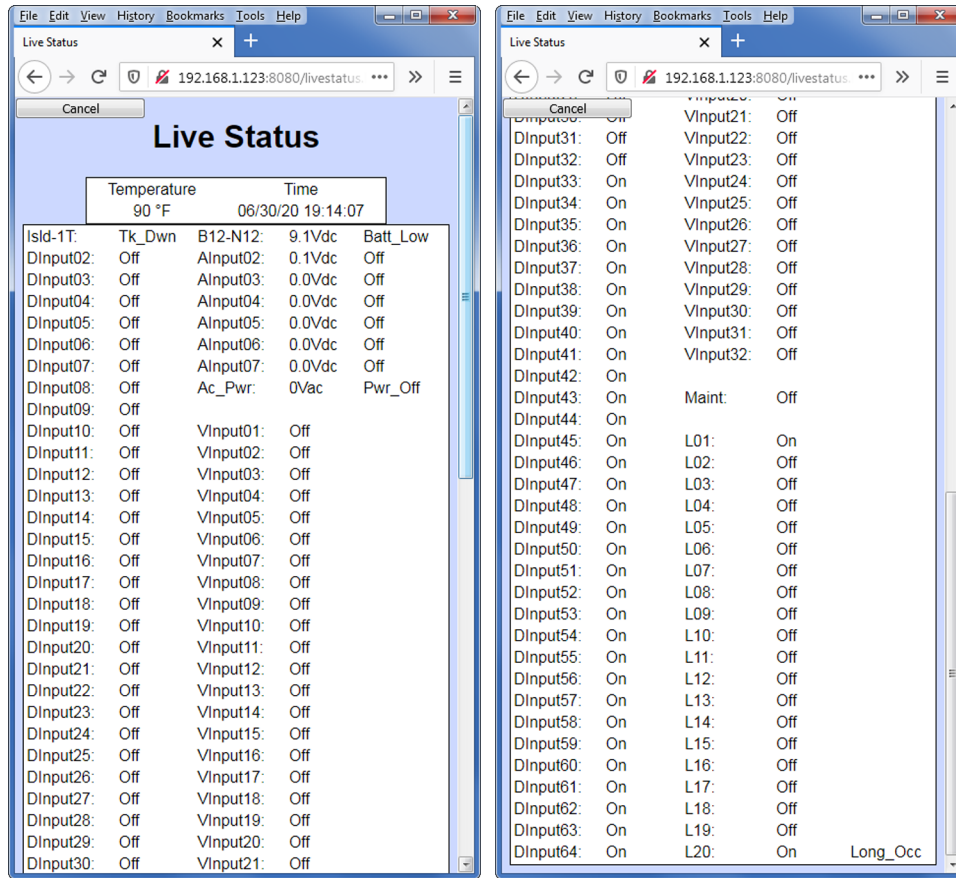 File Edit View History Bookmarks Tools Help
Live Status
192.168.1.123:8080/livestatus.
Cancel
Live Status
Temperature Time
90 °F 06/30/20 19:14:07
Isld-1T: Tk_Dwn B12-N12: 9.1Vdc Batt_Low
DInput02: Off AInput02: 0.1Vdc Off
DInput03: Off AInput03: 0.0Vdc Off
DInput04: Off AInput04: 0.0Vdc Off
DInput05: Off AInput05: 0.0Vdc Off
DInput06: Off AInput06: 0.0Vdc Off
DInput07: Off AInput07: 0.0Vdc Off
DInput08: Off Ac_Pwr: 0Vac Pwr_Off
DInput09: Off
DInput10: Off VInput01: Off
DInput11: Off VInput02: Off
DInput12: Off VInput03: Off
DInput13: Off VInput04: Off
DInput14: Off VInput05: Off
DInput15: Off VInput06: Off
DInput16: Off VInput07: Off
DInput17: Off VInput08: Off
DInput18: Off VInput09: Off
DInput19: Off VInput10: Off
DInput20: Off VInput11: Off
DInput21: Off VInput12: Off
DInput22: Off VInput13: Off
DInput23: Off VInput14: Off
DInput24: Off VInput15: Off
DInput25: Off VInput16: Off
DInput26: Off VInput17: Off
DInput27: Off VInput18: Off
DInput28: Off VInput19: Off
DInput29: Off VInput20: Off
DInput30: Off VInput21: Off
File Edit View History Bookmarks Tools Help
Live Status
192.168.1.123:8080/livestatus.
Cancel
DInput30: Off VInput21: Off
DInput31: Off VInput22: Off
DInput32: Off VInput23: Off
DInput33: On VInput24: Off
DInput34: On VInput25: Off
DInput35: On VInput26: Off
DInput36: On VInput27: Off
DInput37: On VInput28: Off
DInput38: On VInput29: Off
DInput39: On VInput30: Off
DInput40: On VInput31: Off
DInput41: On VInput32: Off
DInput42: On
DInput43: On Maint: Off
DInput44: On
DInput45: On L01: On
DInput46: On L02: Off
DInput47: On L03: Off
DInput48: On L04: Off
DInput49: On L05: Off
DInput50: On L06: Off
DInput51: On L07: Off
DInput52: On L08: Off
DInput53: On L09: Off
DInput54: On L10: Off
DInput55: On L11: Off
DInput56: On L12: Off
DInput57: On L13: Off
DInput58: On L14: Off
DInput59: On L15: Off
DInput60: On L16: Off
DInput61: On L17: Off
DInput62: On L18: Off
DInput63: On L19: Off
DInput64: On L20: On Long_Occ